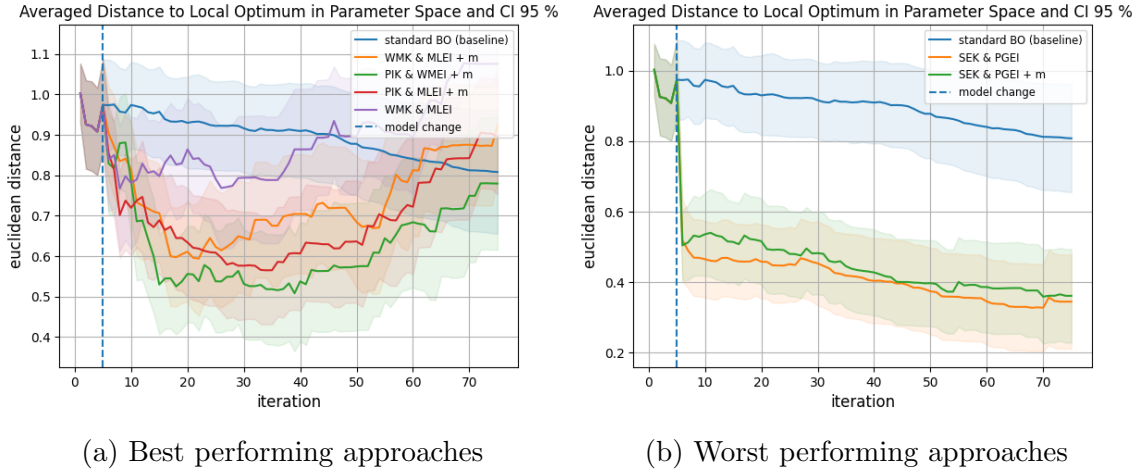 Averaged Distance to Local Optimum in Parameter Space and CI 95 %
1.1
1.0
0.9
0.8
0.7
0.6
0.5
0.4
euclidean distance
standard BO (baseline)
WMK & MLEI + m
PIK & WMEI + m
PIK & MLEI + m
WMK & MLEI
model change
0 10 20 30 40 50 60 70
iteration
(a) Best performing approaches
Averaged Distance to Local Optimum in Parameter Space and CI 95 %
1.0
0.8
0.6
0.4
0.2
euclidean distance
standard BO (baseline)
SEK & PGEI
SEK & PGEI + m
model change
0 10 20 30 40 50 60 70
iteration
(b) Worst performing approaches